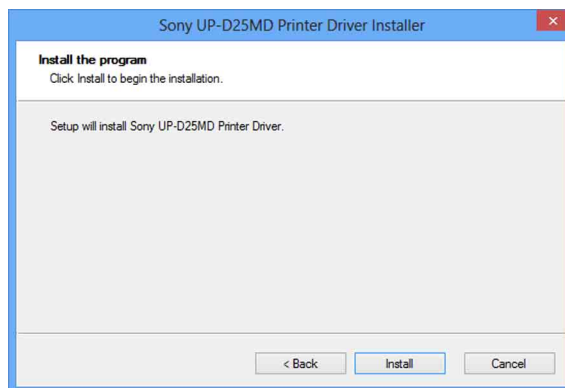 Sony UP-D25MD Printer Driver Installer
Install the program
Click Install to begin the installation.
Setup will install Sony UP-D25MD Printer Driver.
< Back Install Cancel